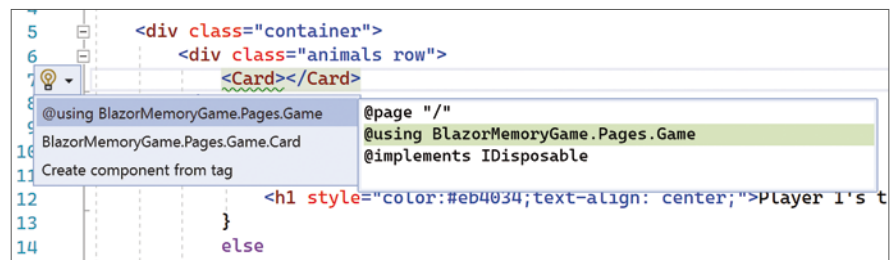 5 <div class="container">
6 <div class="animals row">
7 <Card></Card>
8
@using BlazorMemoryGame.Pages.Game
BlazorMemoryGame.Pages.Game.Card
Create component from tag
@page "/"
@using BlazorMemoryGame.Pages.Game
@implements IDisposable
12 <h1 style="color:#eb4034;text-align: center;">Player 1's t
13 }
14 else